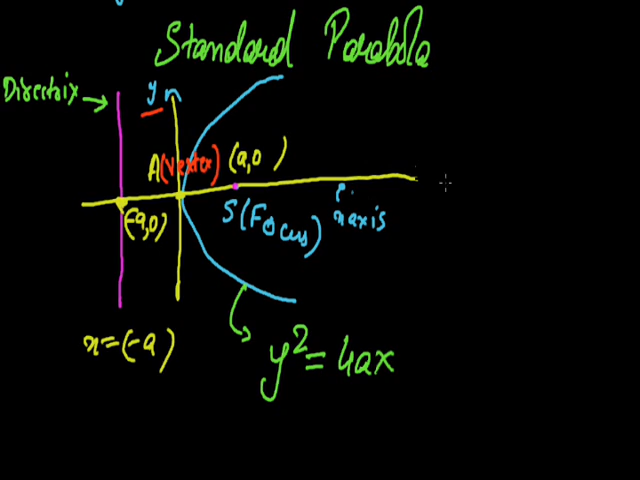 Standard Parabola
Directrix
y
A(Vertex)
(a,0)
(-a,0)
S(Focus)
x axis
x=(-a)
y²=4ax